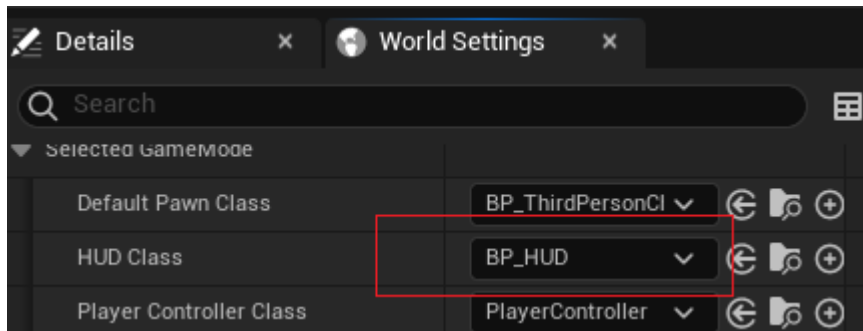 Details
World Settings
Search
Selected GameMode
Default Pawn Class
BP_ThirdPersonCl
HUD Class
BP_HUD
Player Controller Class
PlayerController